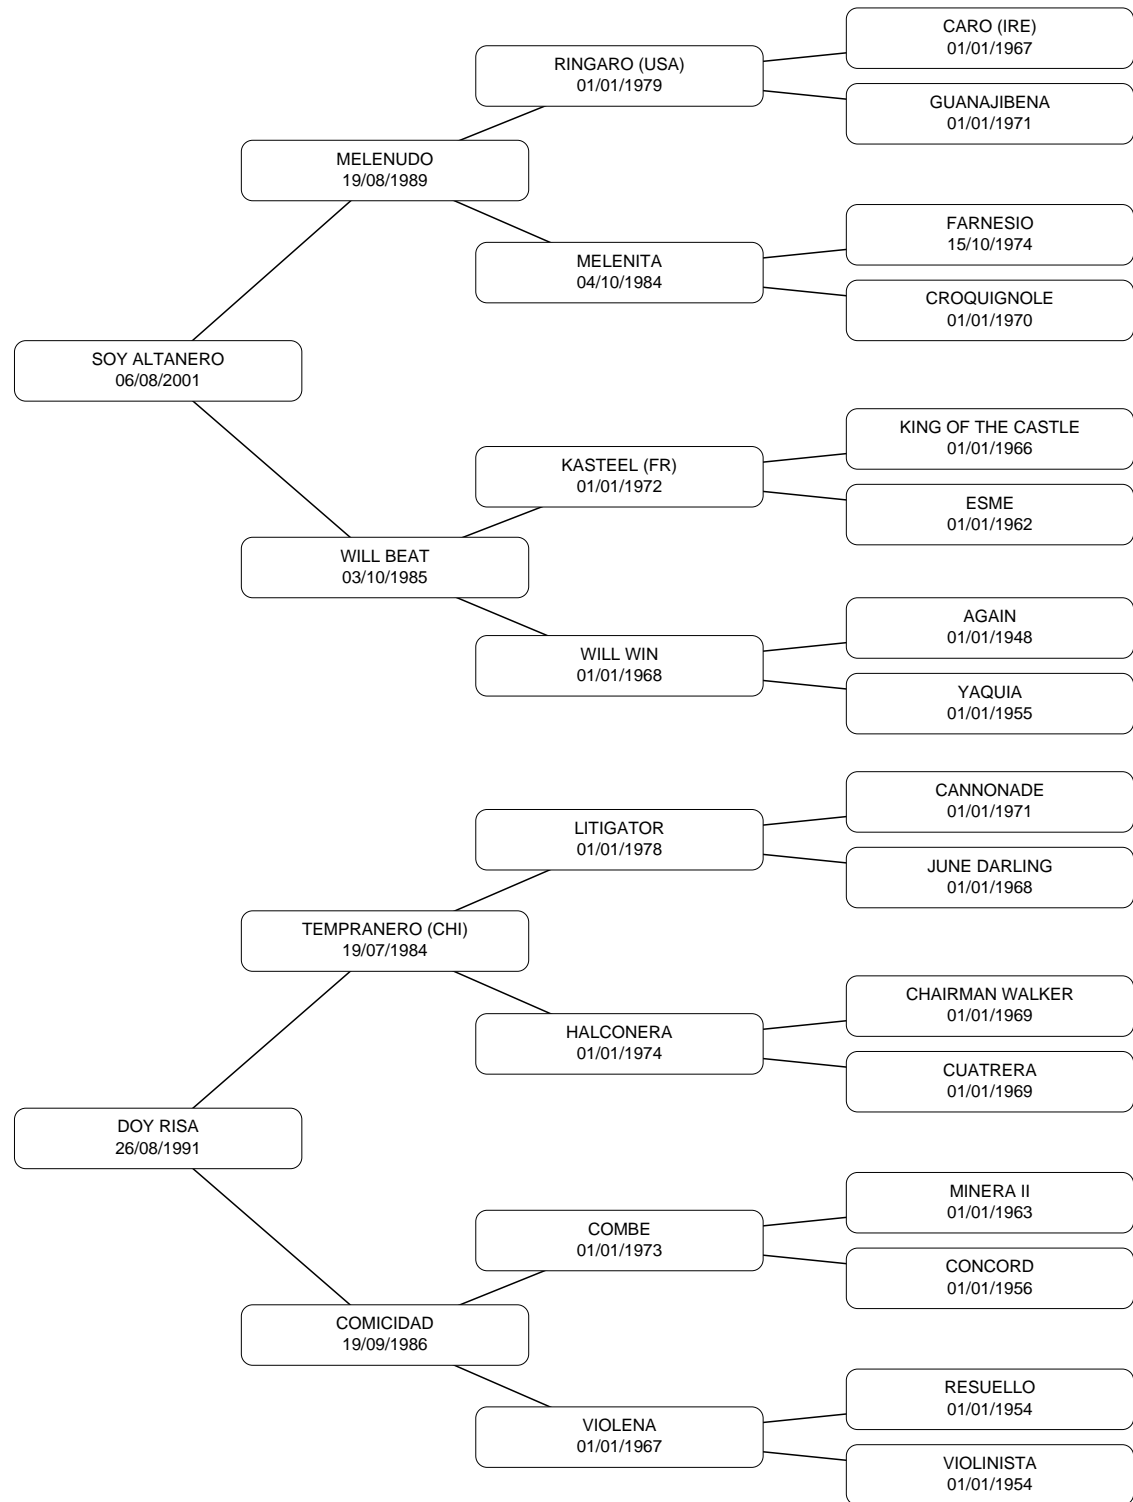 CARO (IRE)
01/01/1967
RINGARO (USA)
01/01/1979
GUANAJIBENA
01/01/1971
MELENUDO
19/08/1989
FARNESIO
15/10/1974
MELENITA
04/10/1984
CROQUIGNOLE
01/01/1970
SOY ALTANERO
06/08/2001
KING OF THE CASTLE
01/01/1966
KASTEEL (FR)
01/01/1972
ESME
01/01/1962
WILL BEAT
03/10/1985
AGAIN
01/01/1948
WILL WIN
01/01/1968
YAQUIA
01/01/1955
CANNONADE
01/01/1971
LITIGATOR
01/01/1978
JUNE DARLING
01/01/1968
TEMPRANERO (CHI)
19/07/1984
CHAIRMAN WALKER
01/01/1969
HALCONERA
01/01/1974
CUATRERA
01/01/1969
DOY RISA
26/08/1991
MINERA II
01/01/1963
COMBE
01/01/1973
CONCORD
01/01/1956
COMICIDAD
19/09/1986
RESUELLO
01/01/1954
VIOLENA
01/01/1967
VIOLINISTA
01/01/1954